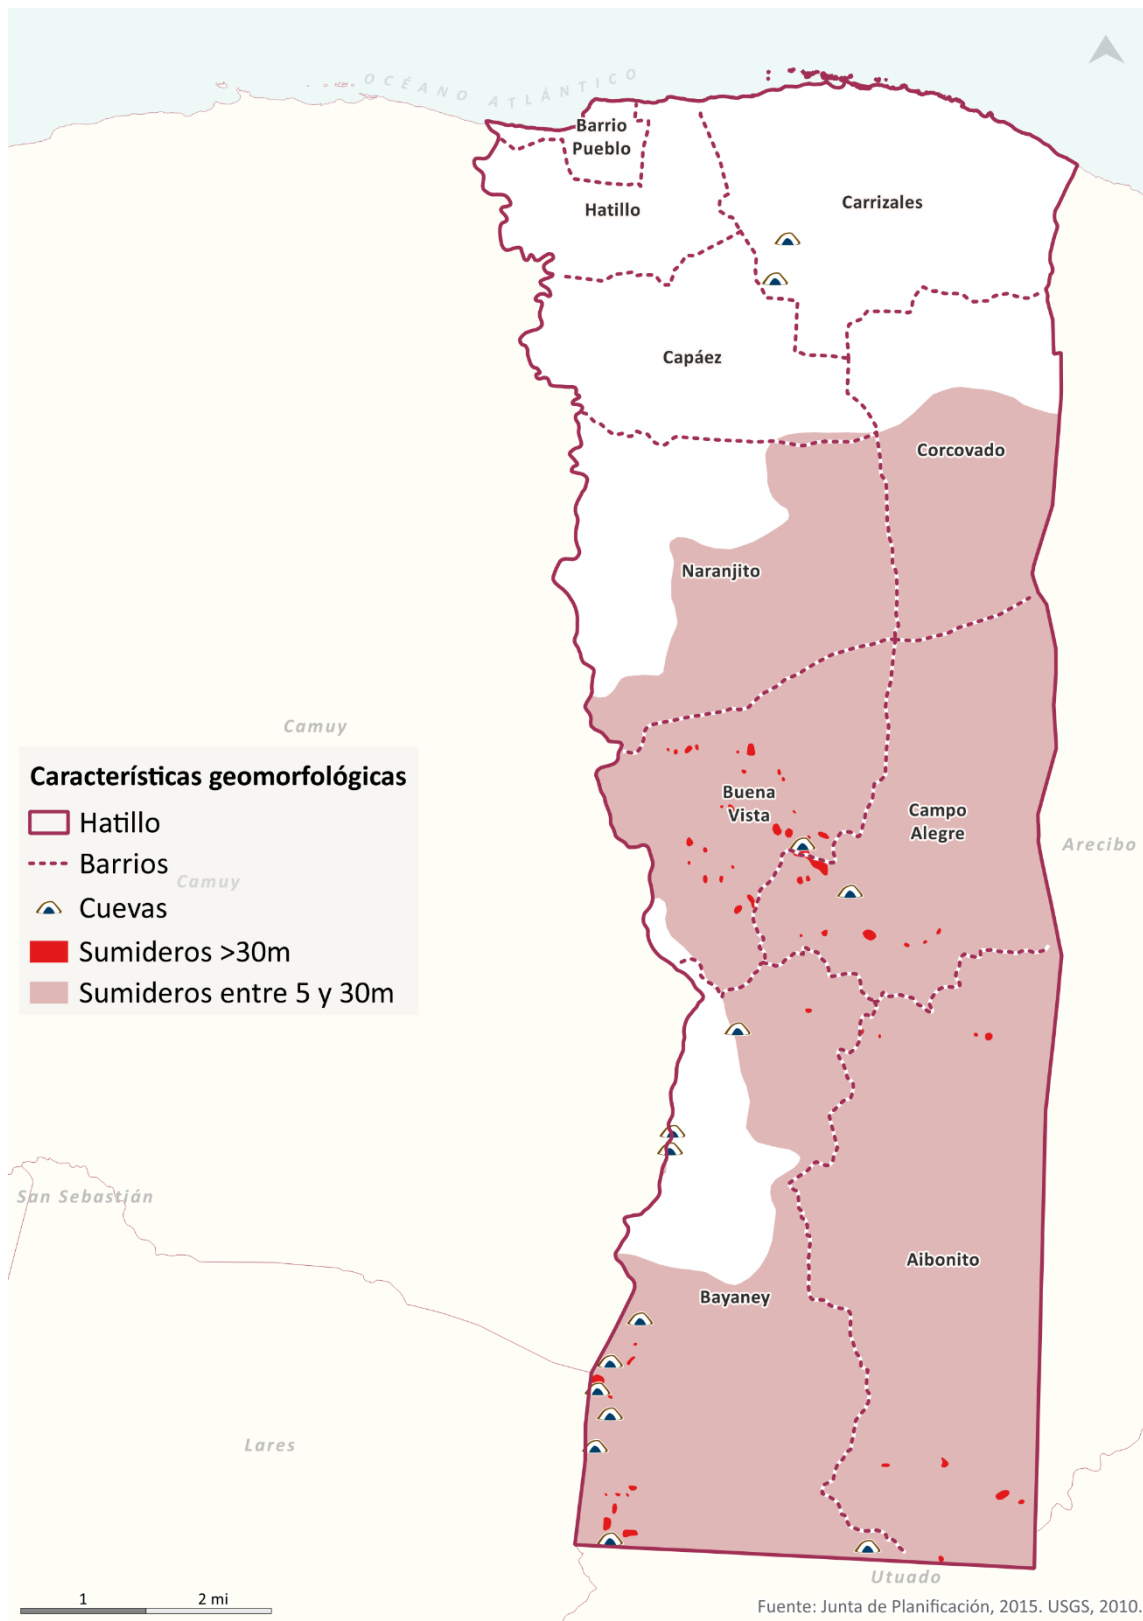 OCÉANO ATLÁNTICO
Barrio
Pueblo
Hatillo
Carrizales
Capáez
Corcovado
Naranjito
Camuy
Características geomorfológicas
Hatillo
Barrios
Camuy
Cuevas
Sumideros >30m
Sumideros entre 5 y 30m
Buena
Vista
Campo
Alegre
Arecibo
San Sebastián
Aibonito
Bayaney
Lares
Utuado
1 2 mi
Fuente: Junta de Planificación, 2015. USGS, 2010.